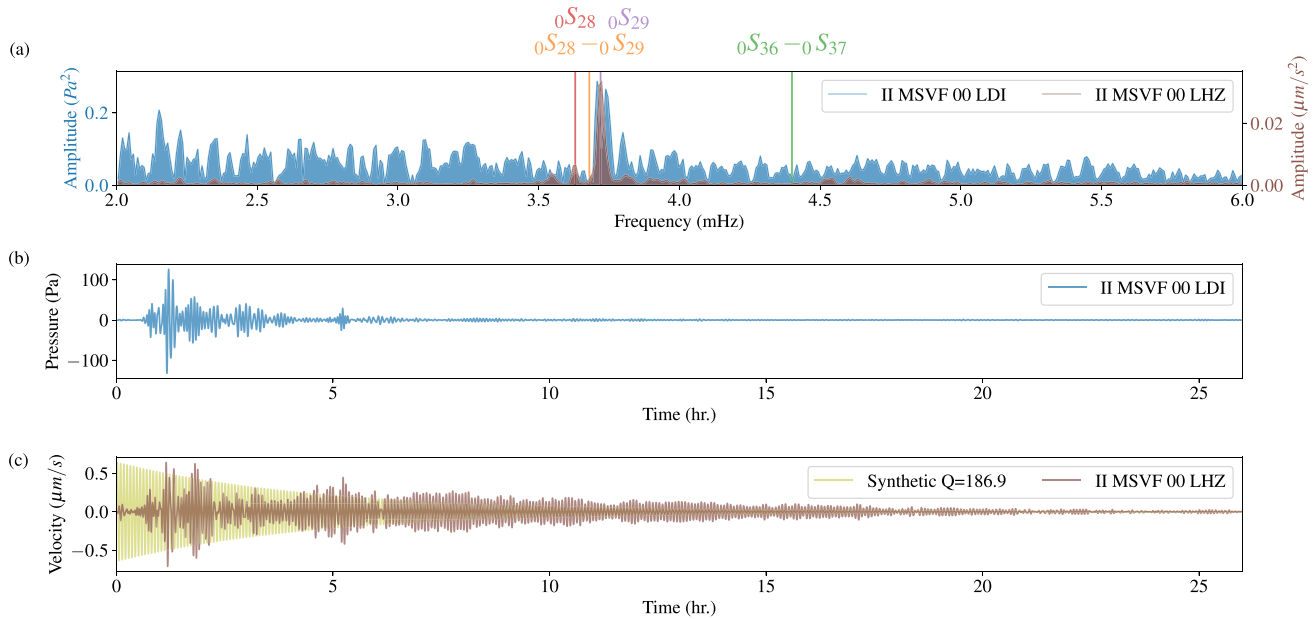 ₀S₂₈ ₀S₂₉
(a)
₀S₂₈ −₀ S₂₉ ₀S₃₆ −₀ S₃₇
Amplitude (Pa²)
0.2
0.0
II MSVF 00 LDI II MSVF 00 LHZ
0.02
0.00
Amplitude (μm/s²)
2.0 2.5 3.0 3.5 4.0 4.5 5.0 5.5 6.0
Frequency (mHz)
(b)
Pressure (Pa)
100
0
−100
II MSVF 00 LDI
0 5 10 15 20 25
Time (hr.)
(c)
Velocity (μm/s)
0.5
0.0
−0.5
Synthetic Q=186.9 II MSVF 00 LHZ
0 5 10 15 20 25
Time (hr.)